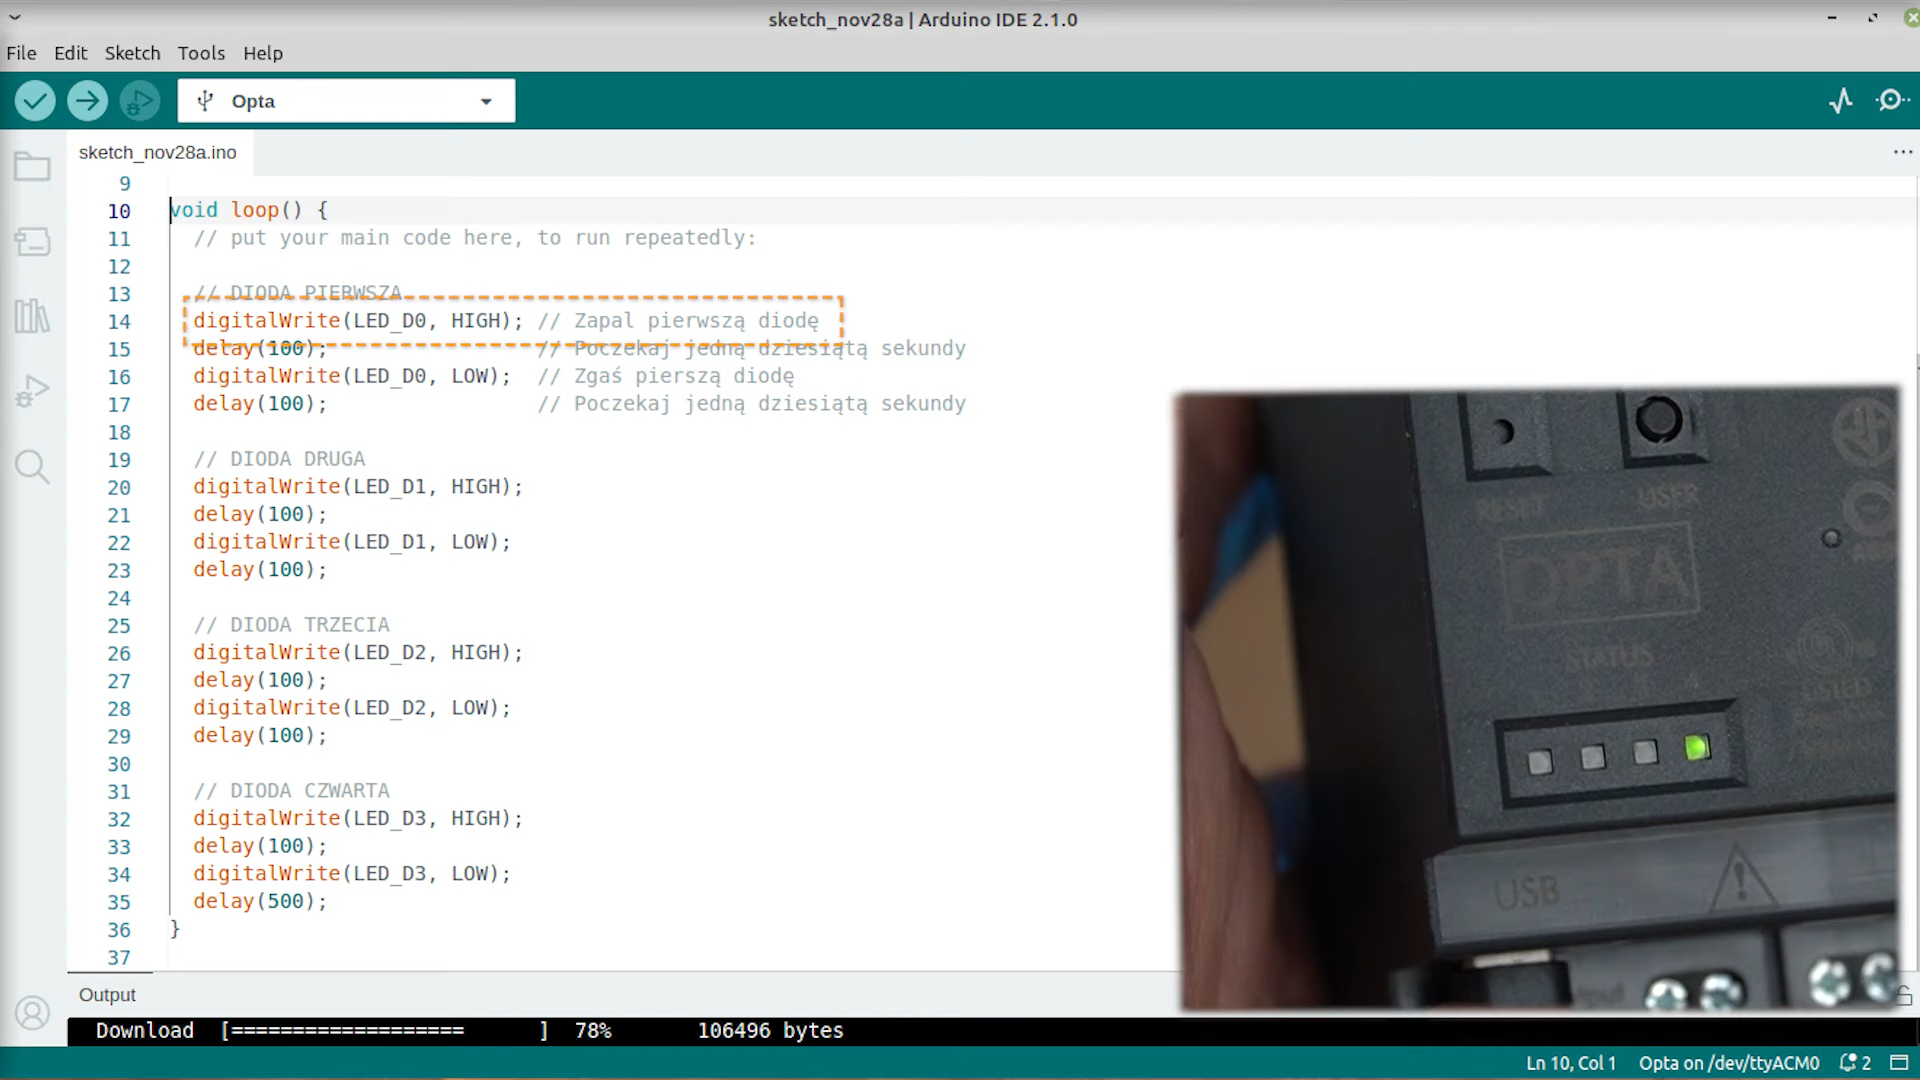 sketch_nov28a | Arduino IDE 2.1.0
File Edit Sketch Tools Help
Opta
sketch_nov28a.ino
9
10 void loop() {
11 // put your main code here, to run repeatedly:
12
13 // DIODA PIERWSZA
14 digitalWrite(LED_D0, HIGH); // Zapal pierwszą diodę
15 delay(100); // Poczekaj jedną dziesiątą sekundy
16 digitalWrite(LED_D0, LOW); // Zgaś pierszą diodę
17 delay(100); // Poczekaj jedną dziesiątą sekundy
18
19 // DIODA DRUGA
20 digitalWrite(LED_D1, HIGH);
21 delay(100);
22 digitalWrite(LED_D1, LOW);
23 delay(100);
24
25 // DIODA TRZECIA
26 digitalWrite(LED_D2, HIGH);
27 delay(100);
28 digitalWrite(LED_D2, LOW);
29 delay(100);
30
31 // DIODA CZWARTA
32 digitalWrite(LED_D3, HIGH);
33 delay(100);
34 digitalWrite(LED_D3, LOW);
35 delay(500);
36 }
37
RESET USER
OPTA
STATUS
4
LISTED
USB
Output
Download [=================== ] 78% 106496 bytes
Ln 10, Col 1 Opta on /dev/ttyACM0 2